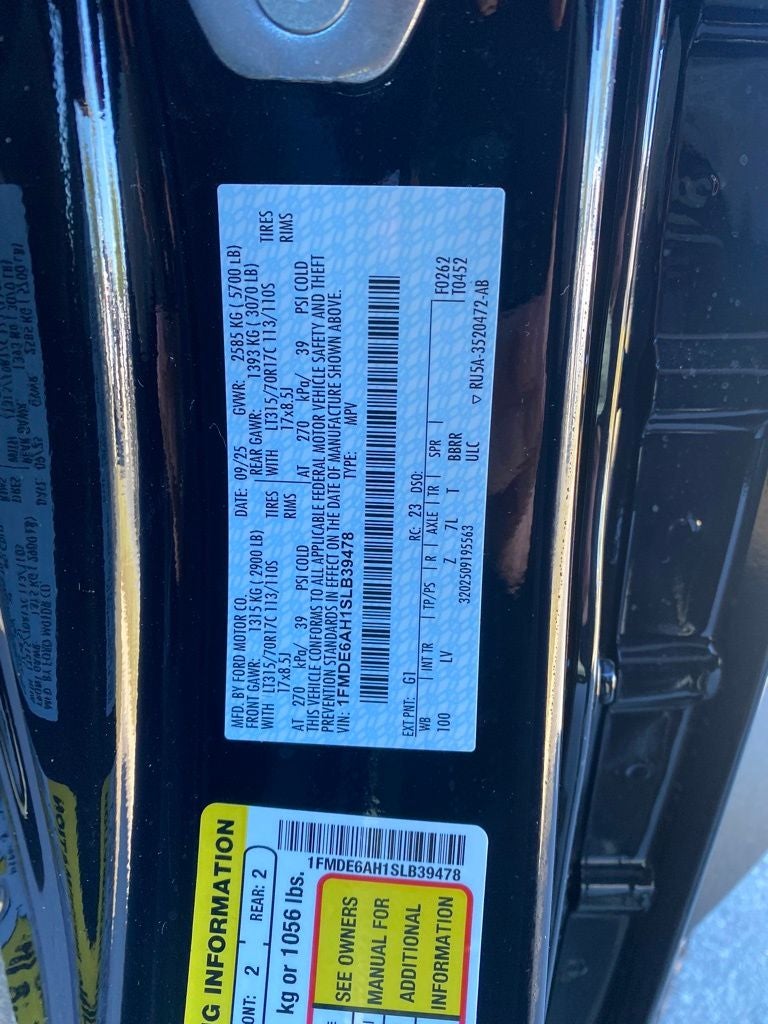 MFD. BY FORD MOTOR CO.
DATE: 09/25 GVWR: 2585 KG ( 5700 LB)
FRONT GAWR: 1315 KG ( 2900 LB) REAR GAWR: 1393 KG ( 3070 LB)
WITH LT315/70R17C 113/110S TIRES WITH LT315/70R17C 113/110S TIRES
17x8.5J RIMS 17x8.5J RIMS
AT 270 kPa/ 39 PSI COLD AT 270 kPa/ 39 PSI COLD
THIS VEHICLE CONFORMS TO ALL APPLICABLE FEDERAL MOTOR VEHICLE SAFETY AND THEFT
PREVENTION STANDARDS IN EFFECT ON THE DATE OF MANUFACTURE SHOWN ABOVE.
VIN: 1FMDE6AH1SLB39478 TYPE: MPV
EXT PNT: G1 RC: 23 DSO: F0262
WB INT TR TP/PS R AXLE TR SPR T0452
100 LV Z 7L T BBRR
3202509195563 ULC ▽ RU5A-3520472-AB
1FMDE6AH1SLB39478
G INFORMATION
ONT: 2 REAR: 2
kg or 1056 lbs.
SEE OWNERS
MANUAL FOR
ADDITIONAL
INFORMATION